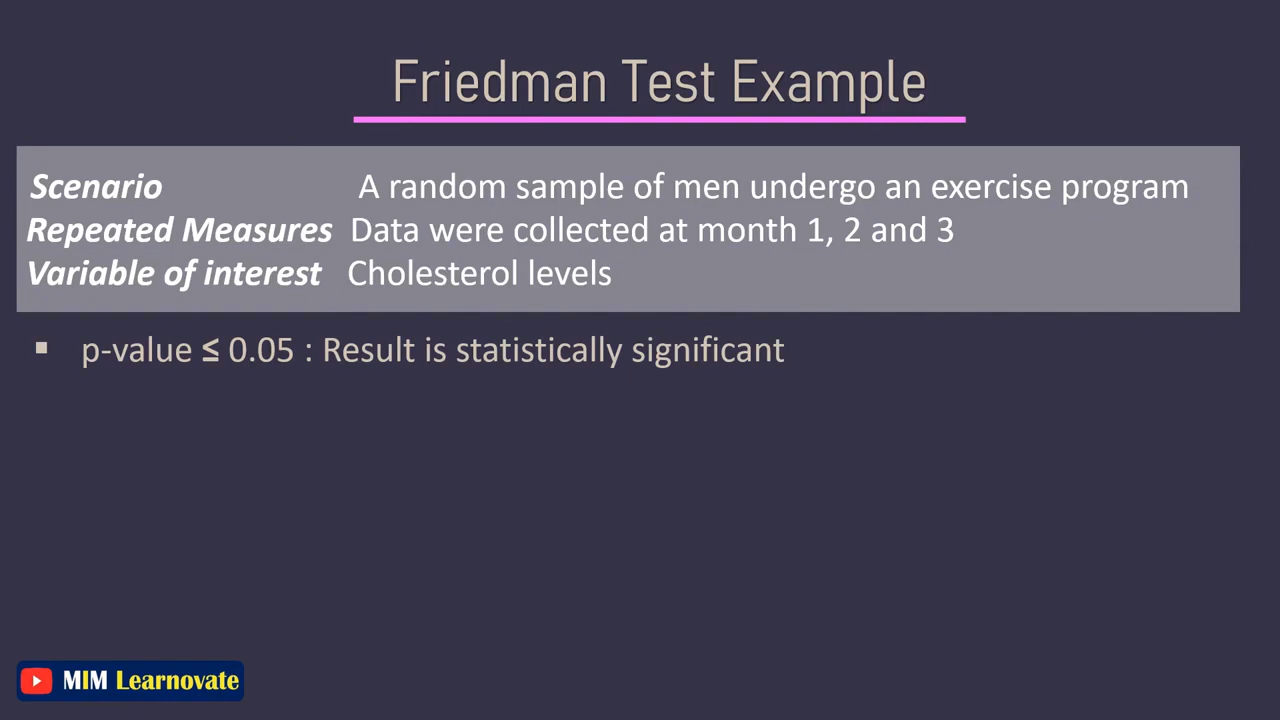 Friedman Test Example
Scenario A random sample of men undergo an exercise program
Repeated Measures Data were collected at month 1, 2 and 3
Variable of interest Cholesterol levels
▪ p-value ≤ 0.05 : Result is statistically significant
MIM Learnovate